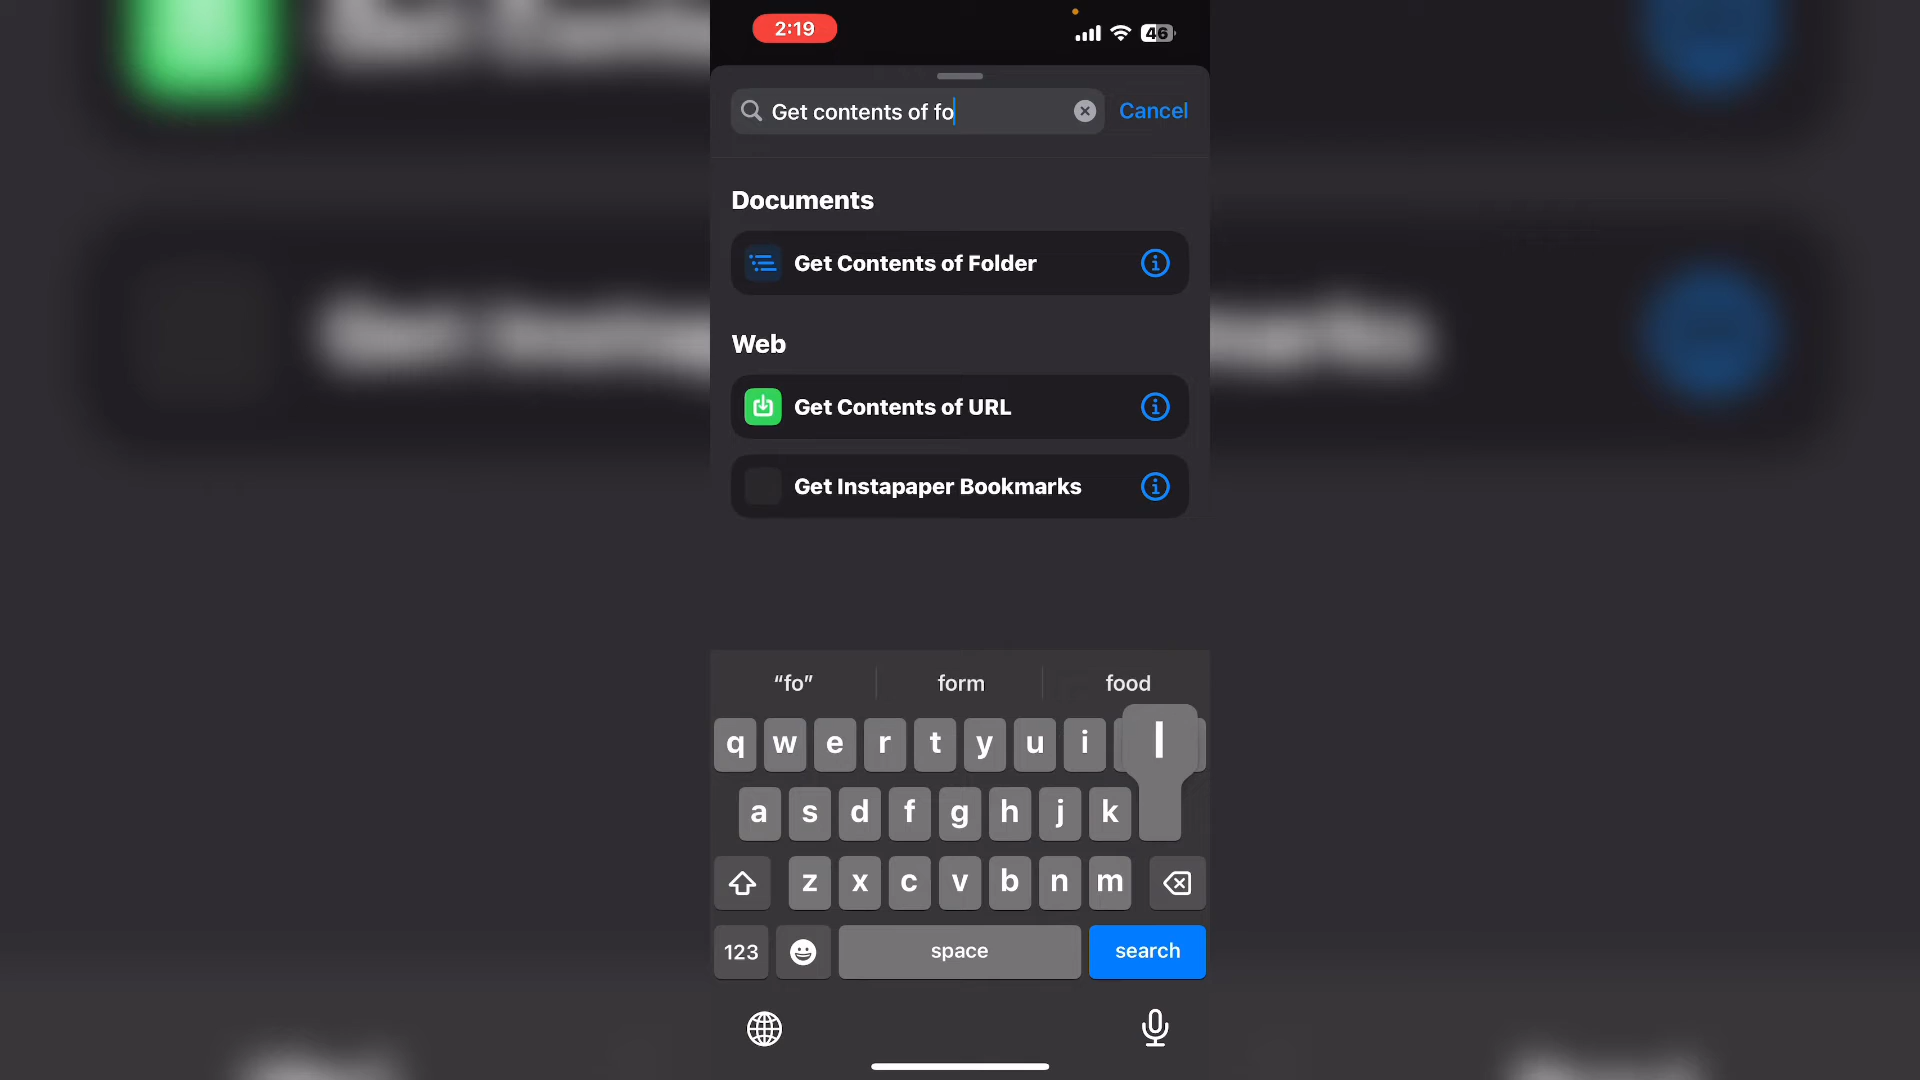 2:19
46
Get contents of fo
Cancel
Documents
Get Contents of Folder
Web
Get Contents of URL
Get Instapaper Bookmarks
“fo” form food
q w e r t y u i l
a s d f g h j k
z x c v b n m
123 space search